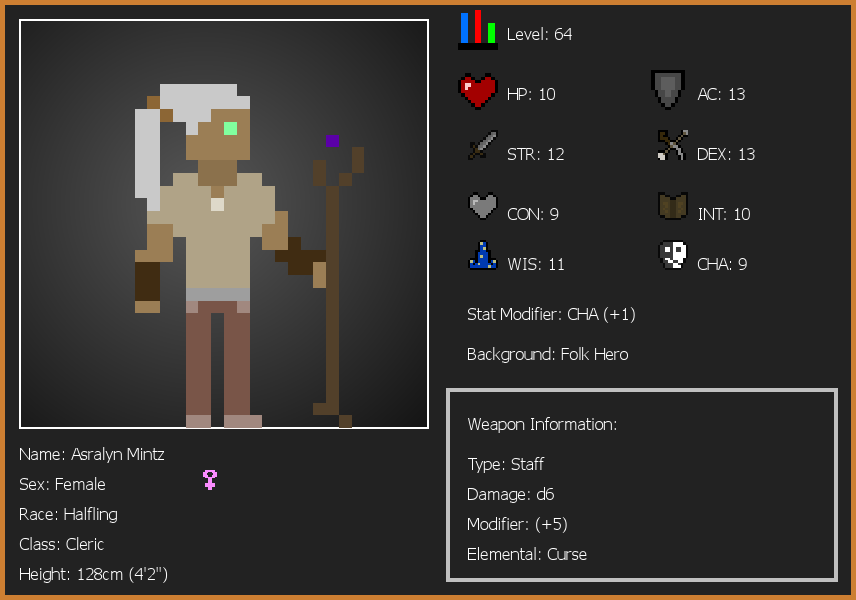 Level: 64
HP: 10
AC: 13
STR: 12
DEX: 13
CON: 9
INT: 10
WIS: 11
CHA: 9
Stat Modifier: CHA (+1)
Background: Folk Hero
Weapon Information:
Type: Staff
Damage: d6
Modifier: (+5)
Elemental: Curse
Name: Asralyn Mintz
Sex: Female
Race: Halfling
Class: Cleric
Height: 128cm (4'2")